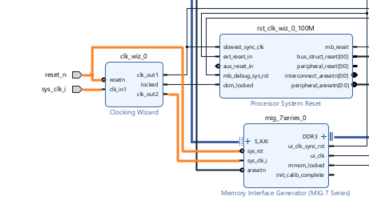 rst_clk_wiz_0_100M
slowest_sync_clk
mb_reset
ext_reset_in
bus_struct_reset[0:0]
aux_reset_in
peripheral_reset[0:0]
mb_debug_sys_rst
interconnect_aresetn[0:0]
dcm_locked
peripheral_aresetn[0:0]
Processor System Reset
clk_wiz_0
reset_n
sys_clk_i
resetn
clk_in1
clk_out1
locked
clk_out2
Clocking Wizard
mig_7series_0
S_AXI
sys_rst
sys_clk_i
aresetn
DDR3
ui_clk_sync_rst
ui_clk
mmcm_locked
init_calib_complete
Memory Interface Generator (MIG 7 Series)